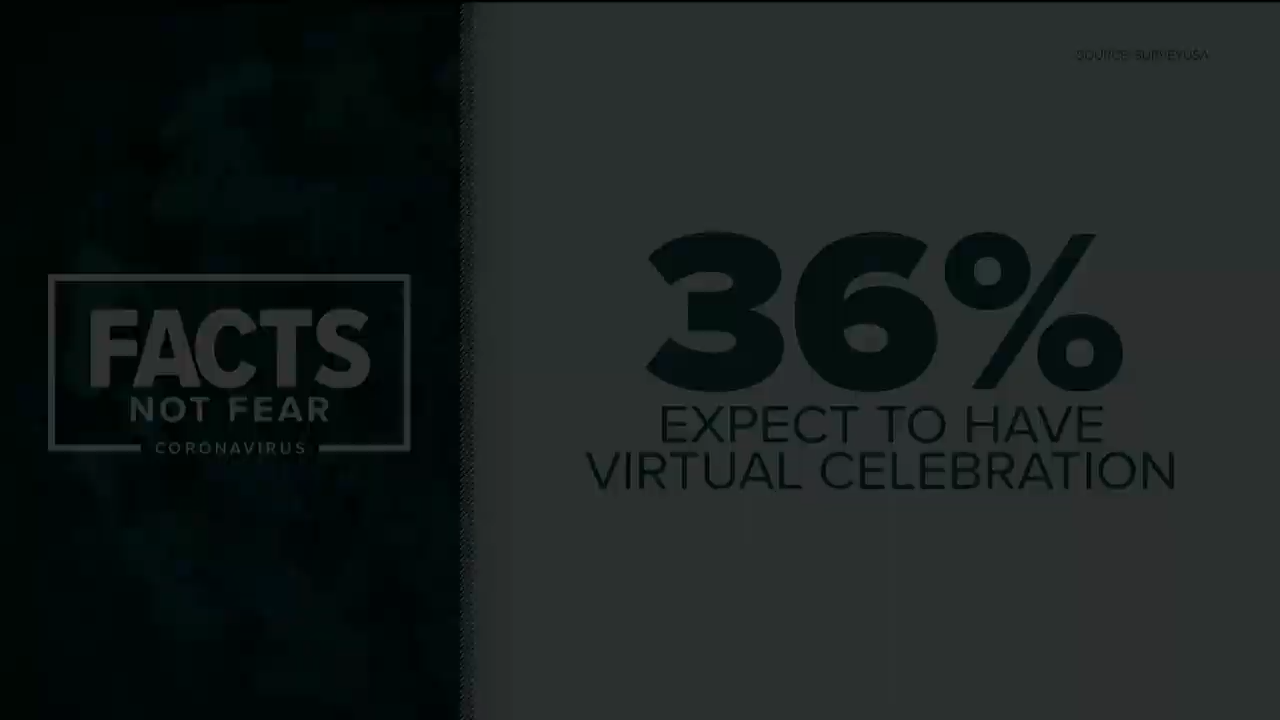 SOURCE: SURVEYUSA
FACTS
NOT FEAR
CORONAVIRUS
36%
EXPECT TO HAVE
VIRTUAL CELEBRATION